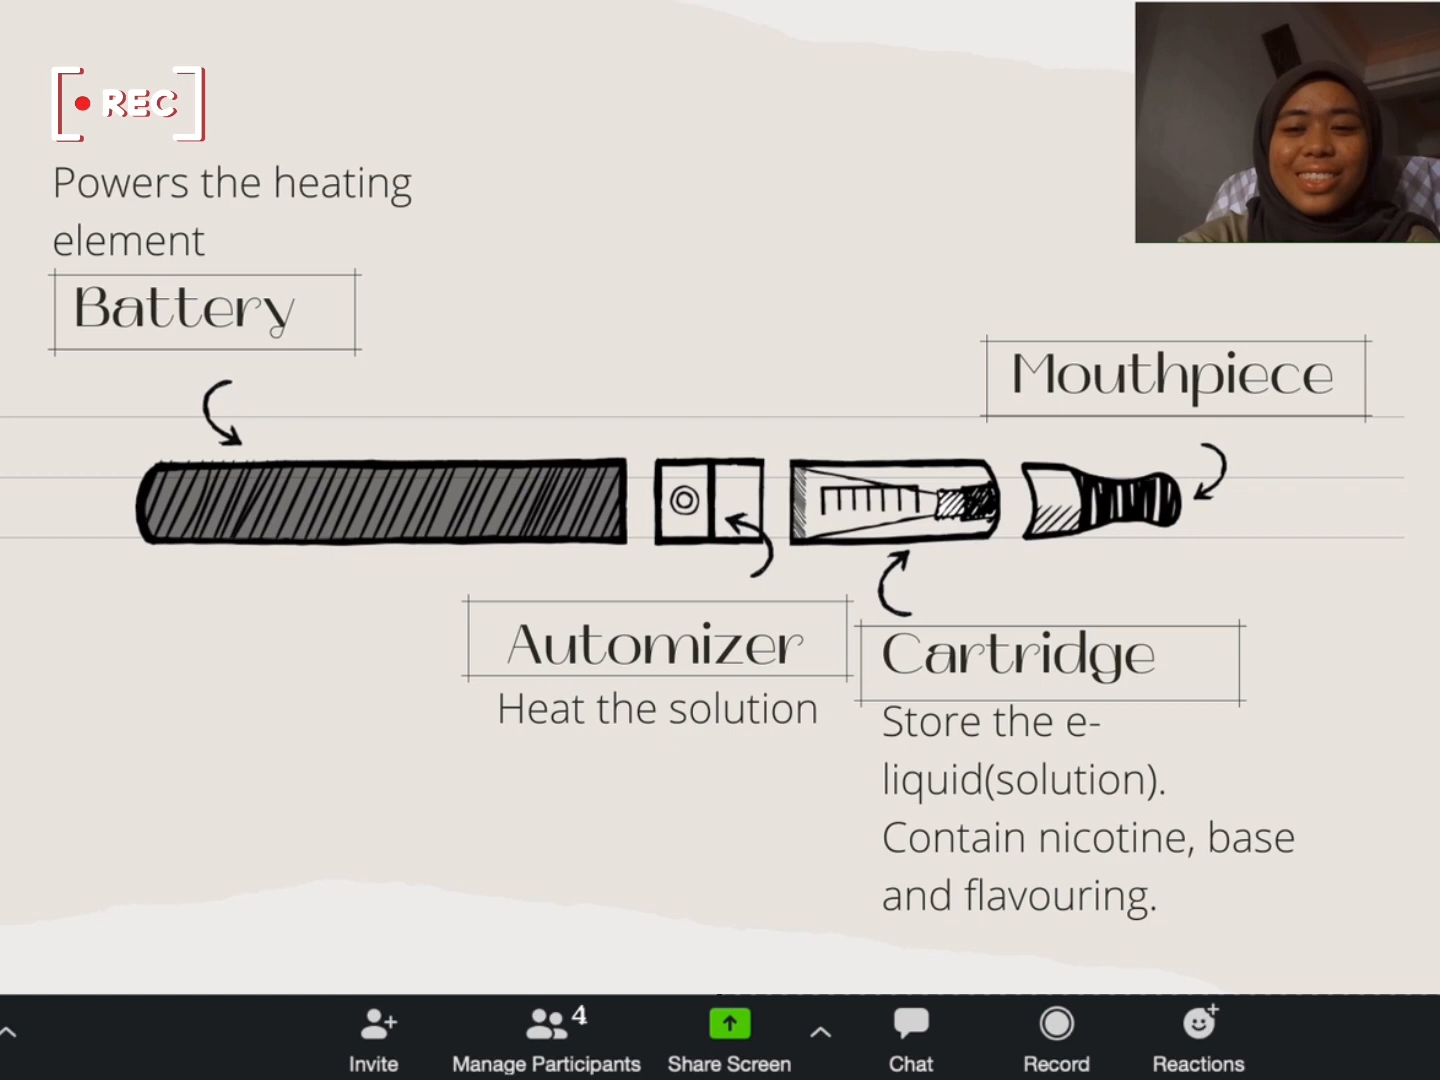 REC
Powers the heating
element
Battery
Mouthpiece
Automizer
Heat the solution
Cartridge
Store the e-
liquid(solution).
Contain nicotine, base
and flavouring.
4
Invite
Manage Participants
Share Screen
Chat
Record
Reactions